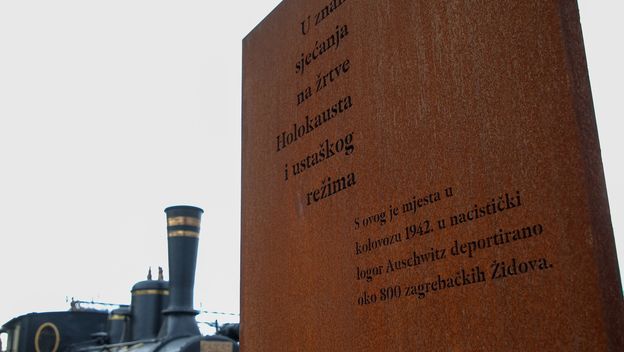 U znak
sjećanja
na žrtve
Holokausta
i ustaškog
režima
S ovog je mjesta u
kolovozu 1942. u nacistički
logor Auschwitz deportirano
oko 800 zagrebačkih Židova.